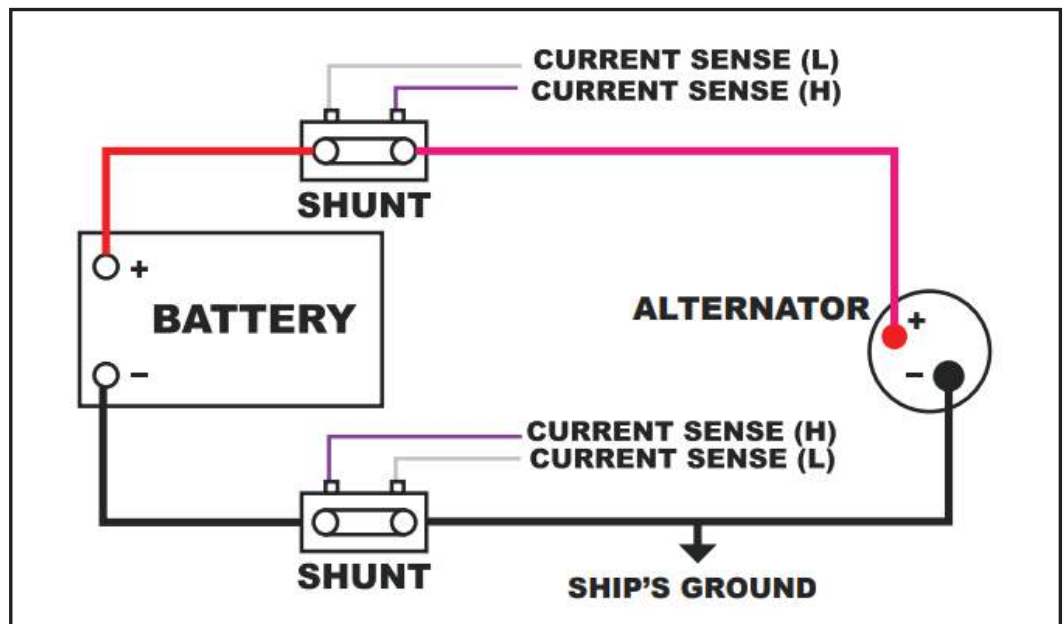 CURRENT SENSE (L)
CURRENT SENSE (H)
SHUNT
+
BATTERY
ALTERNATOR
+
-
-
CURRENT SENSE (H)
CURRENT SENSE (L)
SHUNT
SHIP'S GROUND